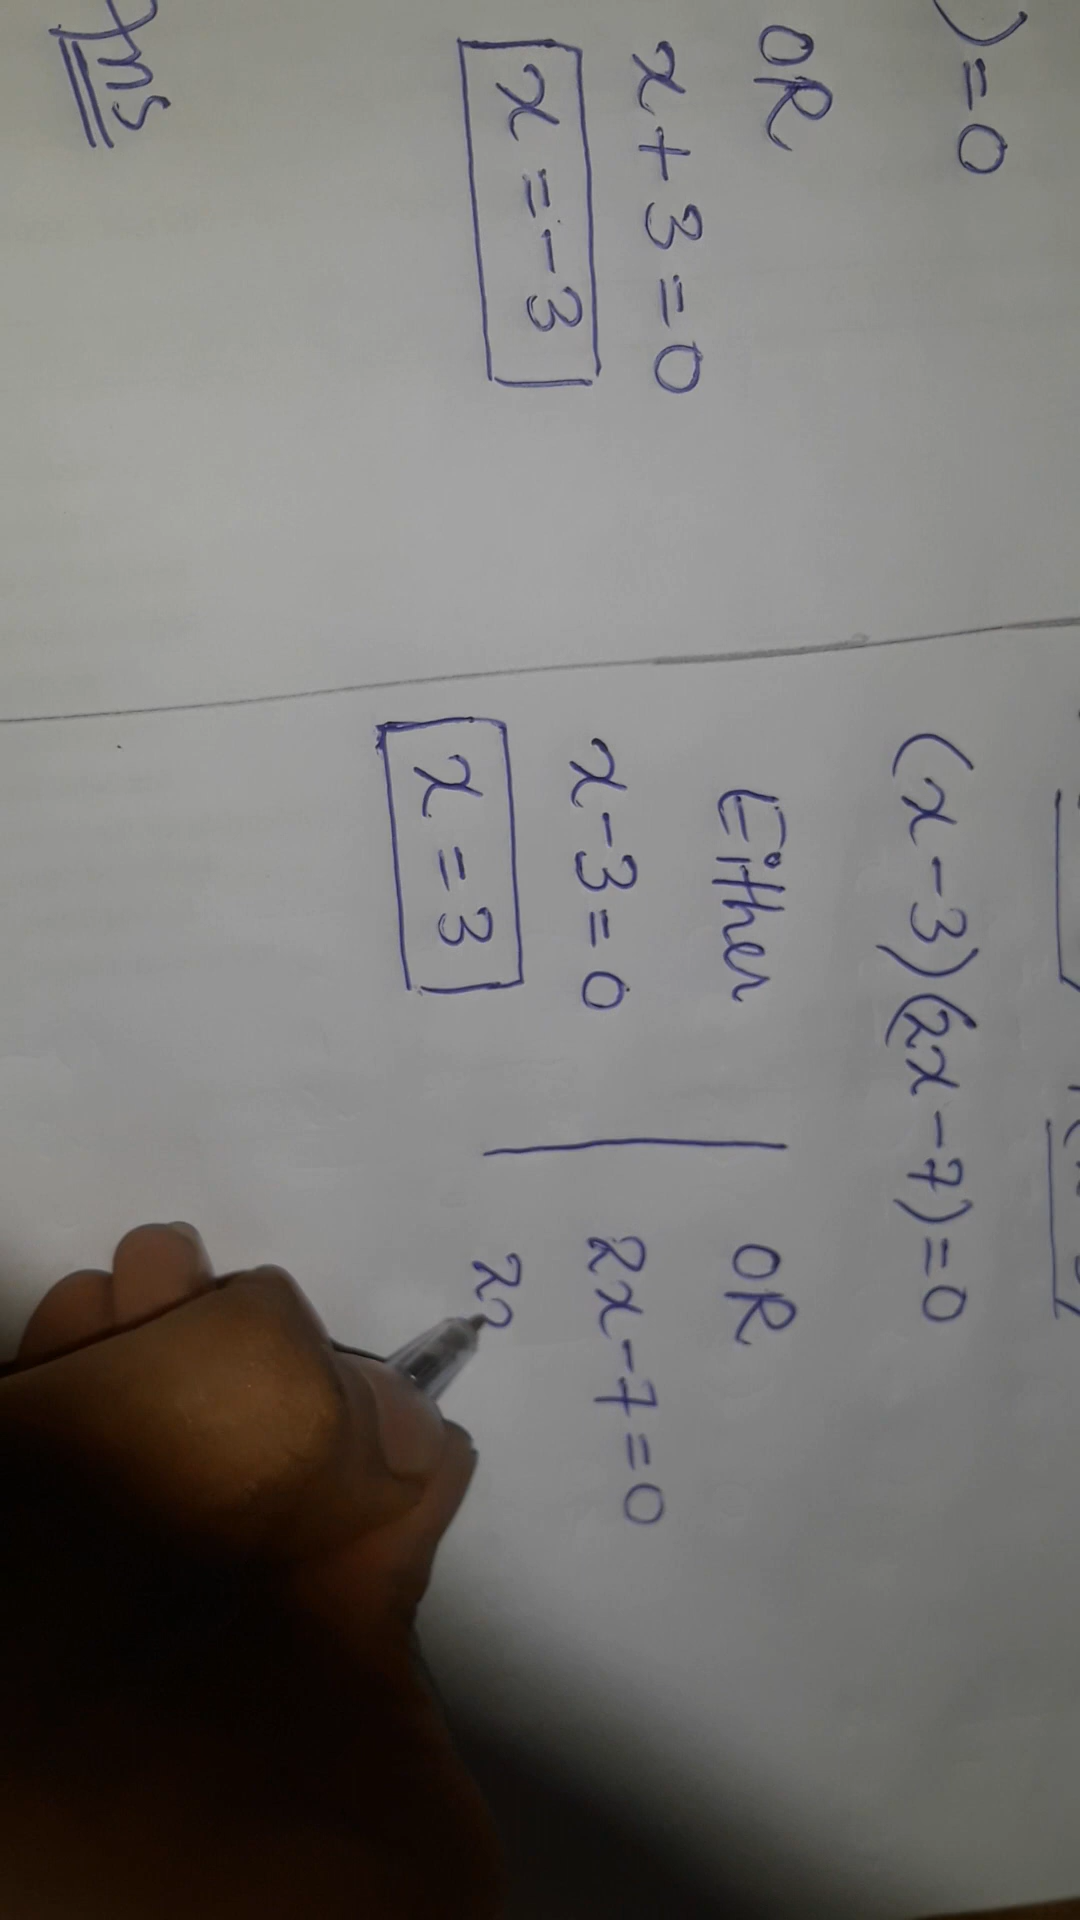 ) = 0
OR
x + 3 = 0
x = -3
Ans
(x - 3)(2x - 7) = 0
Either
OR
x - 3 = 0
2x - 7 = 0
x = 3